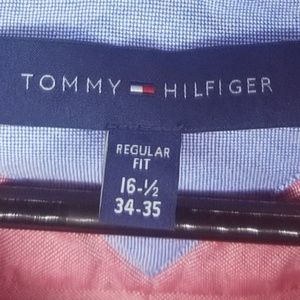 TOMMY HILFIGER
REGULAR
FIT
16-½
34-35